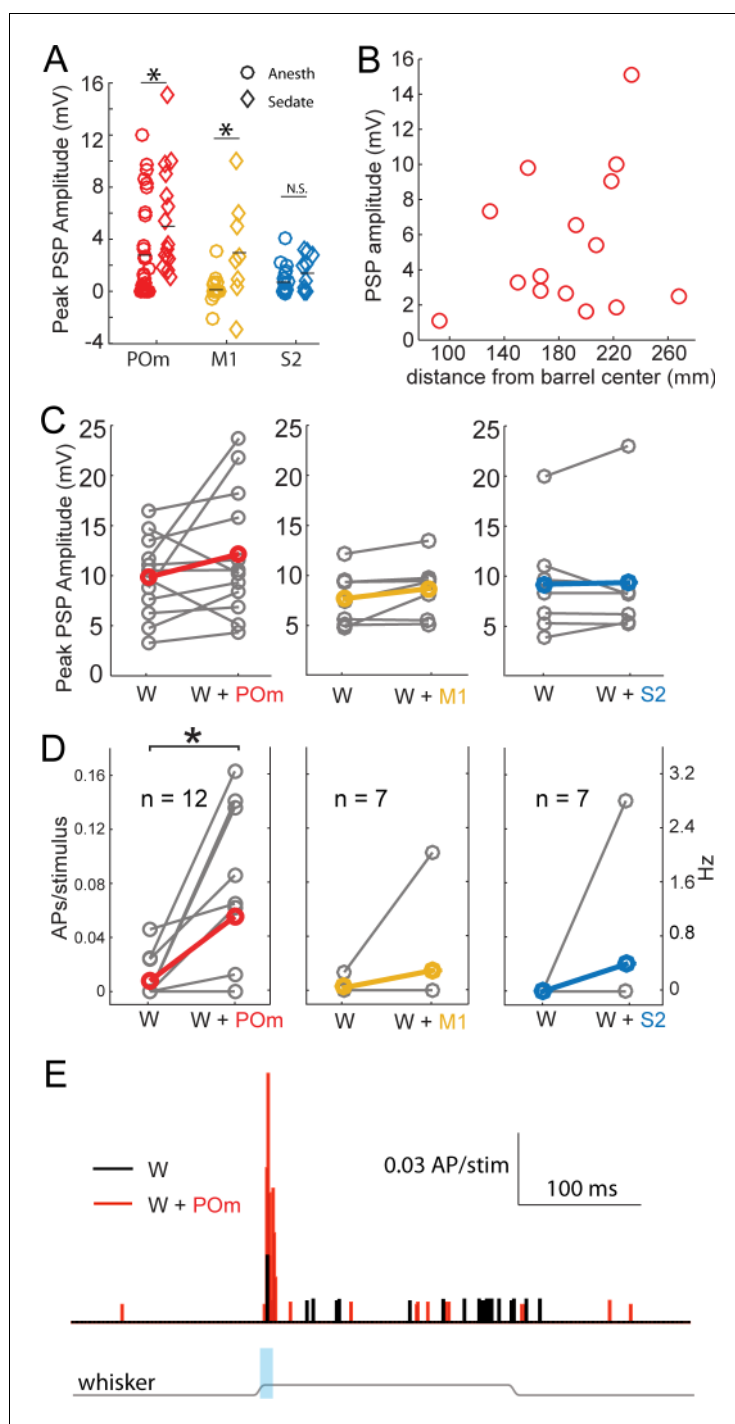 A
B
Peak PSP Amplitude (mV)
16
12
8
4
0
-4
*
*
N.S.
Anesth
Sedate
POm
M1
S2
PSP amplitude (mV)
16
14
12
10
8
6
4
2
0
100
140
180
220
260
distance from barrel center (mm)
C
Peak PSP Amplitude (mV)
25
20
15
10
5
0
W
W + POm
25
20
15
10
5
W
W + M1
25
20
15
10
5
W
W + S2
D
*
APs/stimulus
0.16
0.12
0.08
0.04
0
n = 12
W
W + POm
n = 7
W
W + M1
n = 7
W
W + S2
3.2
2.4
1.6
0.8
0
Hz
E
W
W + POm
0.03 AP/stim
100 ms
whisker